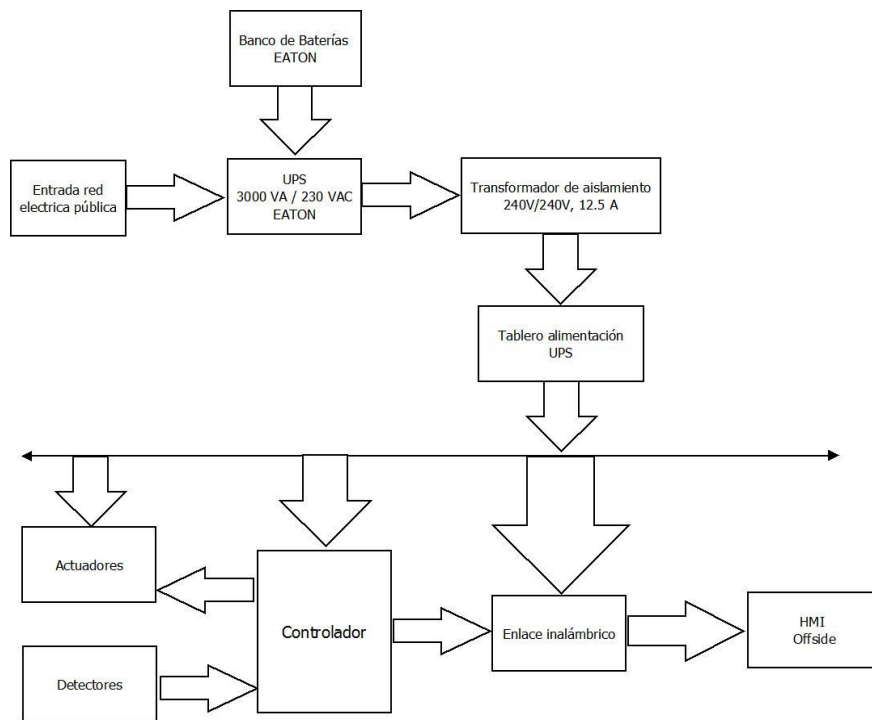 Banco de Baterías
EATON
Entrada red
electrica pública
UPS
3000 VA / 230 VAC
EATON
Transformador de aislamiento
240V/240V, 12.5 A
Tablero alimentación
UPS
Actuadores
Controlador
Enlace inalámbrico
HMI
Offside
Detectores